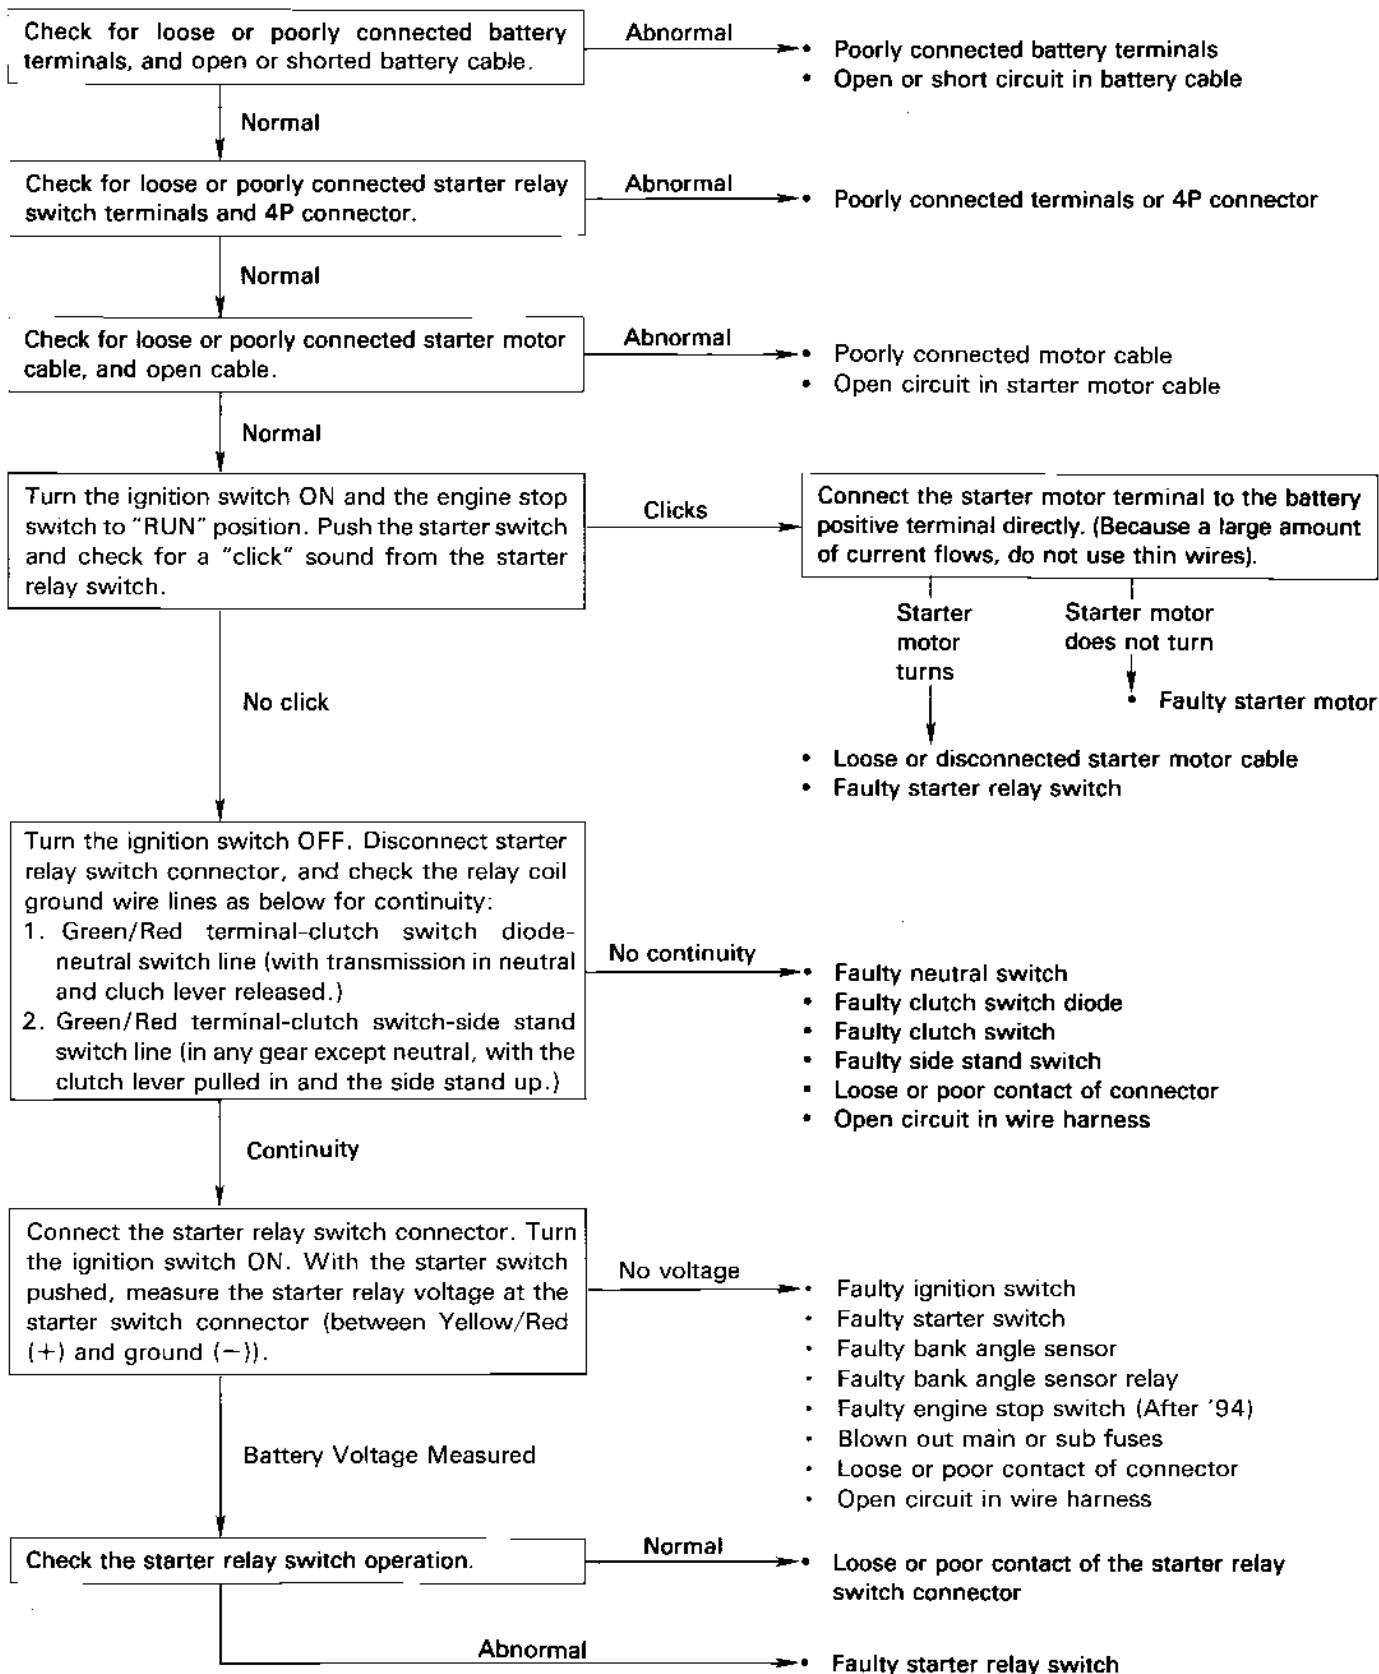 Check for loose or poorly connected battery
terminals, and open or shorted battery cable.
Abnormal
• Poorly connected battery terminals
• Open or short circuit in battery cable
Normal
Check for loose or poorly connected starter relay
switch terminals and 4P connector.
Abnormal
• Poorly connected terminals or 4P connector
Normal
Check for loose or poorly connected starter motor
cable, and open cable.
Abnormal
• Poorly connected motor cable
• Open circuit in starter motor cable
Normal
Turn the ignition switch ON and the engine stop
switch to "RUN" position. Push the starter switch
and check for a "click" sound from the starter
relay switch.
Clicks
Connect the starter motor terminal to the battery
positive terminal directly. (Because a large amount
of current flows, do not use thin wires).
Starter
motor
turns
Starter motor
does not turn
• Faulty starter motor
• Loose or disconnected starter motor cable
• Faulty starter relay switch
No click
Turn the ignition switch OFF. Disconnect starter
relay switch connector, and check the relay coil
ground wire lines as below for continuity:
1. Green/Red terminal-clutch switch diode-
neutral switch line (with transmission in neutral
and cluch lever released.)
2. Green/Red terminal-clutch switch-side stand
switch line (in any gear except neutral, with the
clutch lever pulled in and the side stand up.)
No continuity
• Faulty neutral switch
• Faulty clutch switch diode
• Faulty clutch switch
• Faulty side stand switch
• Loose or poor contact of connector
• Open circuit in wire harness
Continuity
Connect the starter relay switch connector. Turn
the ignition switch ON. With the starter switch
pushed, measure the starter relay voltage at the
starter switch connector (between Yellow/Red
(+) and ground (−)).
No voltage
• Faulty ignition switch
• Faulty starter switch
• Faulty bank angle sensor
• Faulty bank angle sensor relay
• Faulty engine stop switch (After '94)
• Blown out main or sub fuses
• Loose or poor contact of connector
• Open circuit in wire harness
Battery Voltage Measured
Check the starter relay switch operation.
Normal
• Loose or poor contact of the starter relay
switch connector
Abnormal
• Faulty starter relay switch